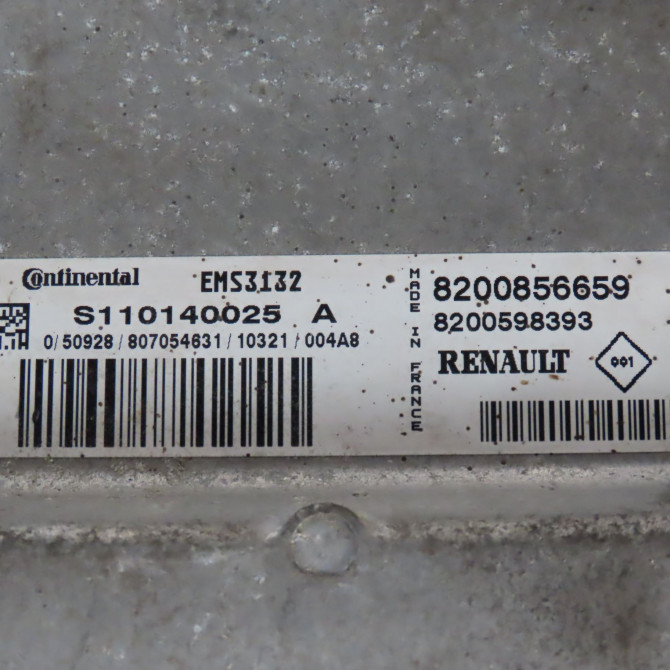 Continental EMS3132
S110140025 A
0/50928/807054631/10321/004A8
MADE IN FRANCE
8200856659
8200598393
RENAULT
001